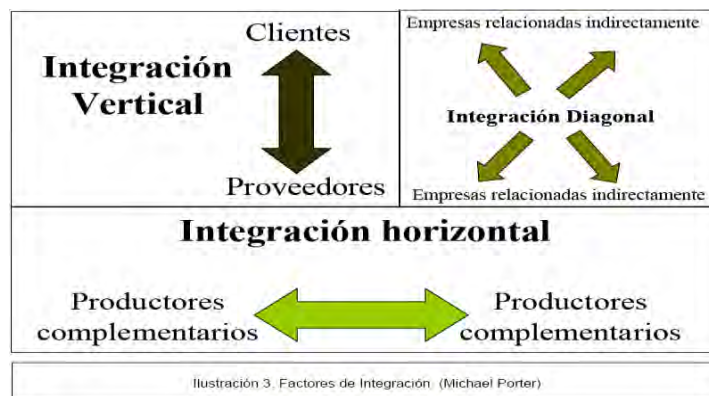 Integración
Vertical
Clientes
Proveedores
Empresas relacionadas indirectamente
Integración Diagonal
Empresas relacionadas indirectamente
Integración horizontal
Productores
complementarios
Productores
complementarios
Ilustración 3. Factores de Integración (Michael Porter)